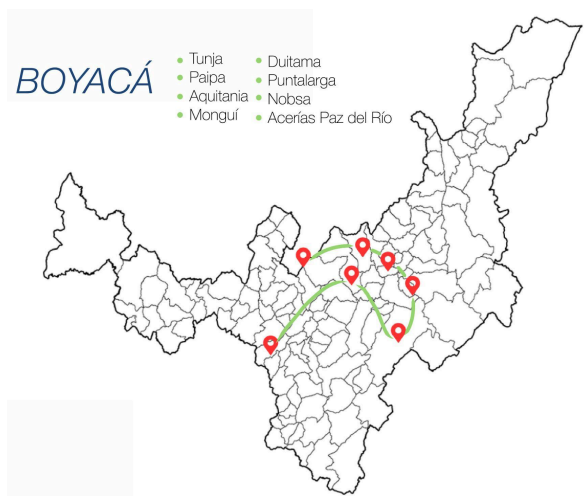 BOYACÁ
Tunja
Paipa
Aquitania
Monguí
Duitama
Puntalarga
Nobsa
Acerías Paz del Río